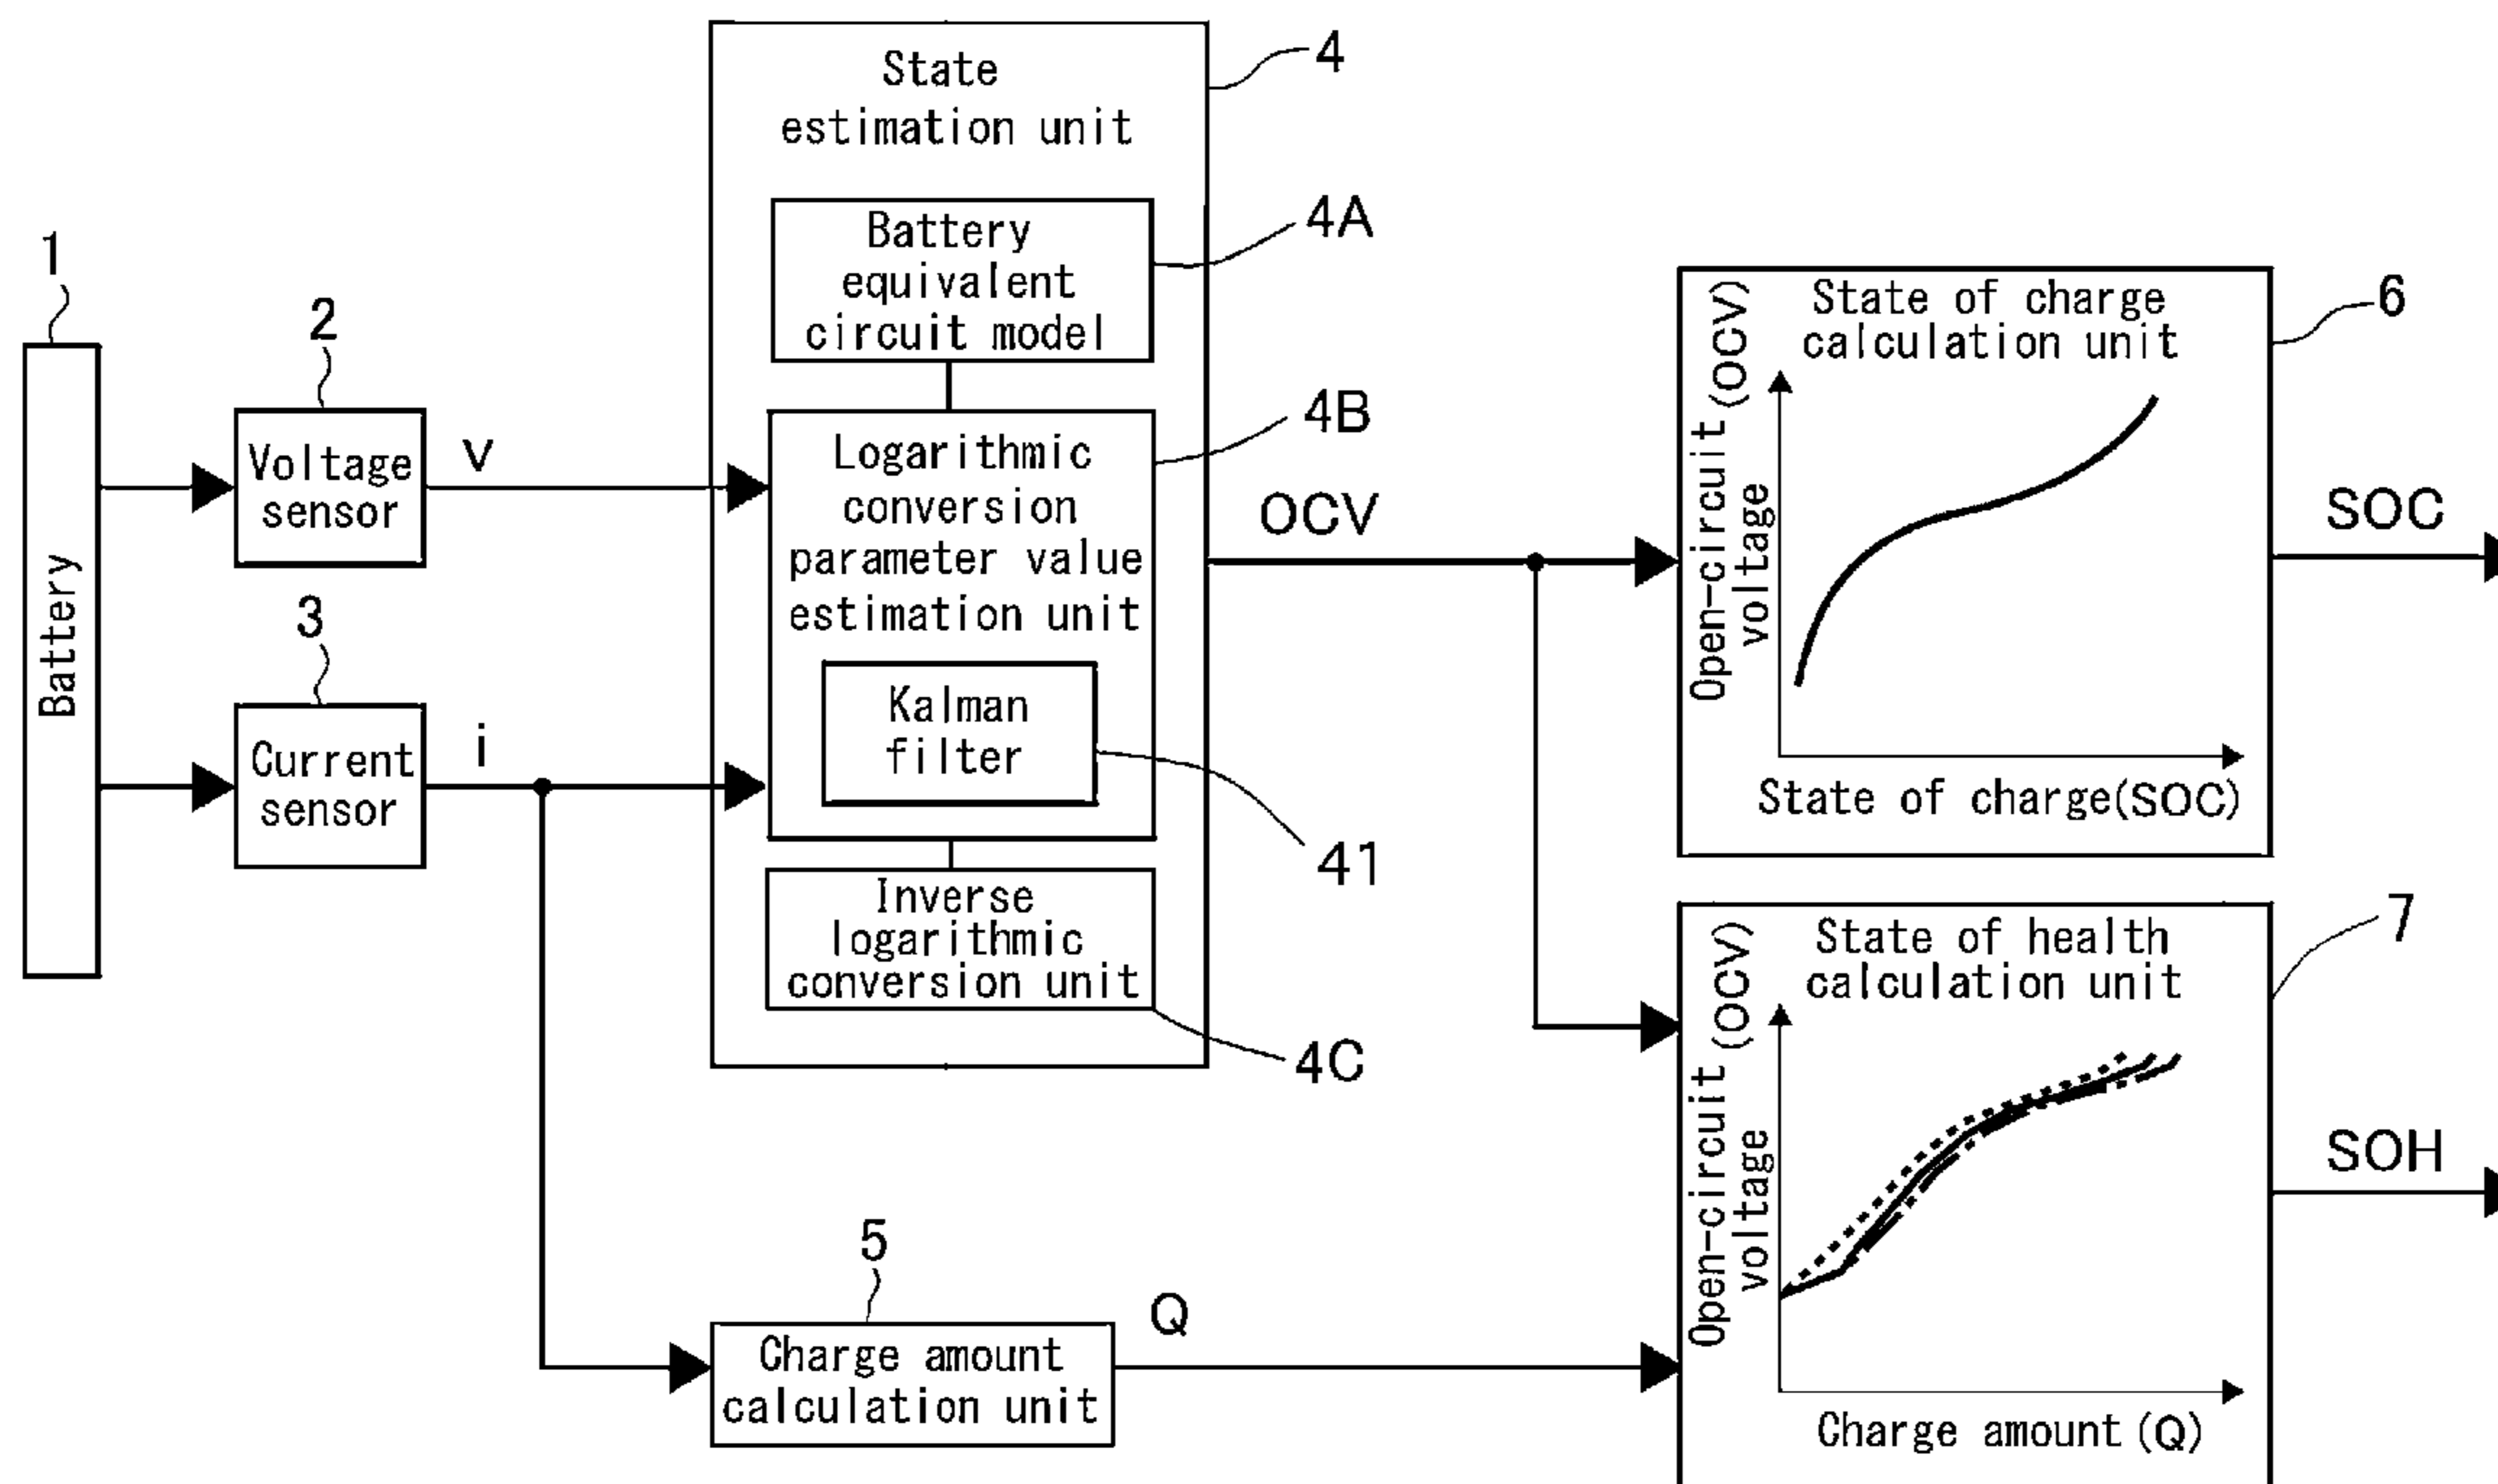 1
Battery
2
Voltage
sensor
v
3
Current
sensor
i
State
estimation unit
4
Battery
equivalent
circuit model
4A
Logarithmic
conversion
parameter value
estimation unit
4B
Kalman
filter
41
Inverse
logarithmic
conversion unit
4C
5
Charge amount
calculation unit
Q
OCV
State of charge
calculation unit
6
Open-circuit (OCV)
voltage
State of charge(SOC)
SOC
State of health
calculation unit
7
Open-circuit (OCV)
voltage
Charge amount (Q)
SOH